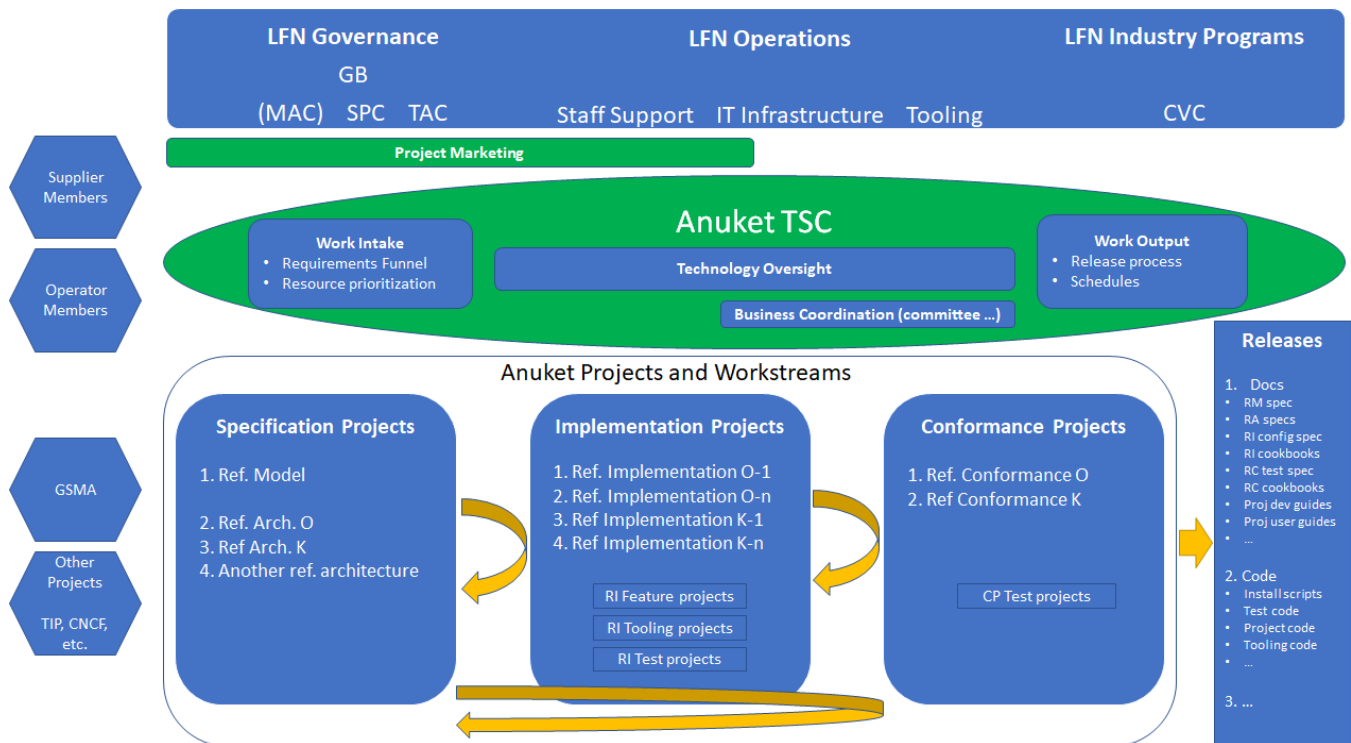 LFN Governance
LFN Operations
LFN Industry Programs
GB
(MAC) SPC TAC
Staff Support IT Infrastructure Tooling
CVC
Project Marketing
Supplier
Members
Operator
Members
GSMA
Other
Projects
TIP, CNCF,
etc.
Anuket TSC
Work Intake
• Requirements Funnel
• Resource prioritization
Technology Oversight
Business Coordination (committee ...)
Work Output
• Release process
• Schedules
Anuket Projects and Workstreams
Specification Projects
1. Ref. Model
2. Ref. Arch. O
3. Ref Arch. K
4. Another ref. architecture
Implementation Projects
1. Ref. Implementation O-1
2. Ref. Implementation O-n
3. Ref Implementation K-1
4. Ref Implementation K-n
RI Feature projects
RI Tooling projects
RI Test projects
Conformance Projects
1. Ref. Conformance O
2. Ref Conformance K
CP Test projects
Releases
1. Docs
• RM spec
• RA specs
• RI config spec
• RI cookbooks
• RC test spec
• RC cookbooks
• Proj dev guides
• Proj user guides
• ...
2. Code
• Install scripts
• Test code
• Project code
• Tooling code
• ...
3. ...